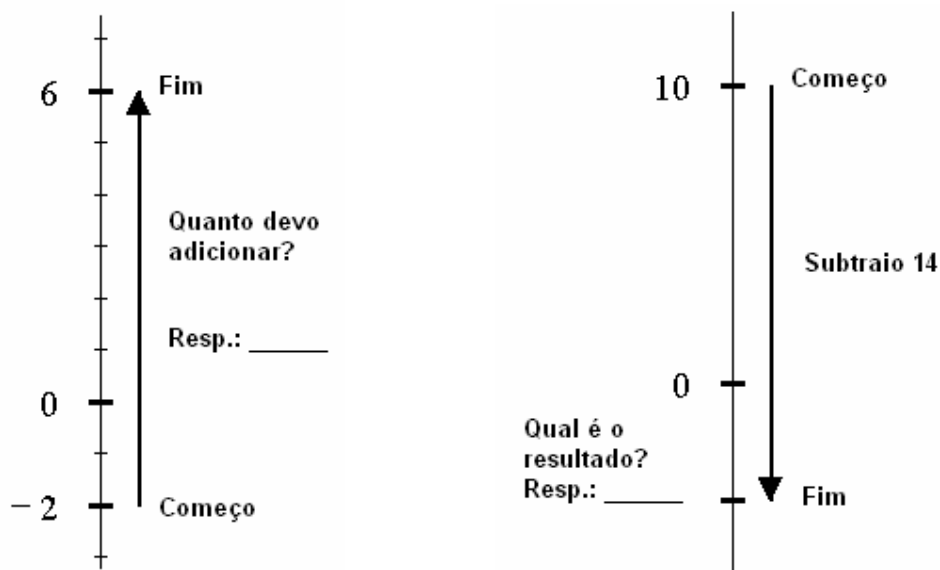 6
Fim
Quanto devo
adicionar?
Resp.: ______
0
− 2
Começo
10
Começo
Subtraio 14
0
Qual é o
resultado?
Resp.: ______
Fim